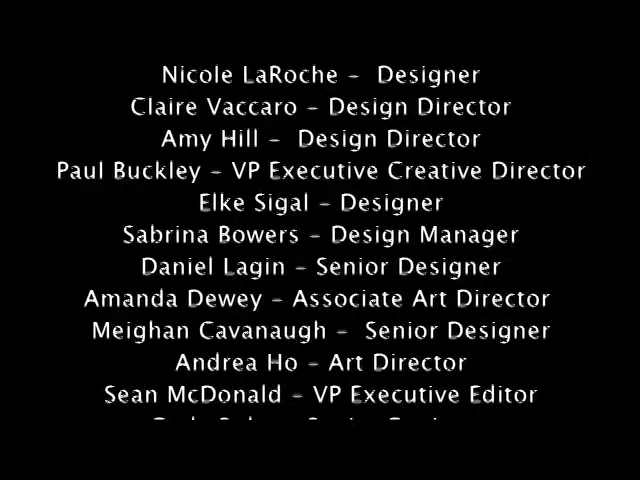 Nicole LaRoche – Designer
Claire Vaccaro – Design Director
Amy Hill – Design Director
Paul Buckley – VP Executive Creative Director
Elke Sigal – Designer
Sabrina Bowers – Design Manager
Daniel Lagin – Senior Designer
Amanda Dewey – Associate Art Director
Meighan Cavanaugh – Senior Designer
Andrea Ho – Art Director
Sean McDonald – VP Executive Editor